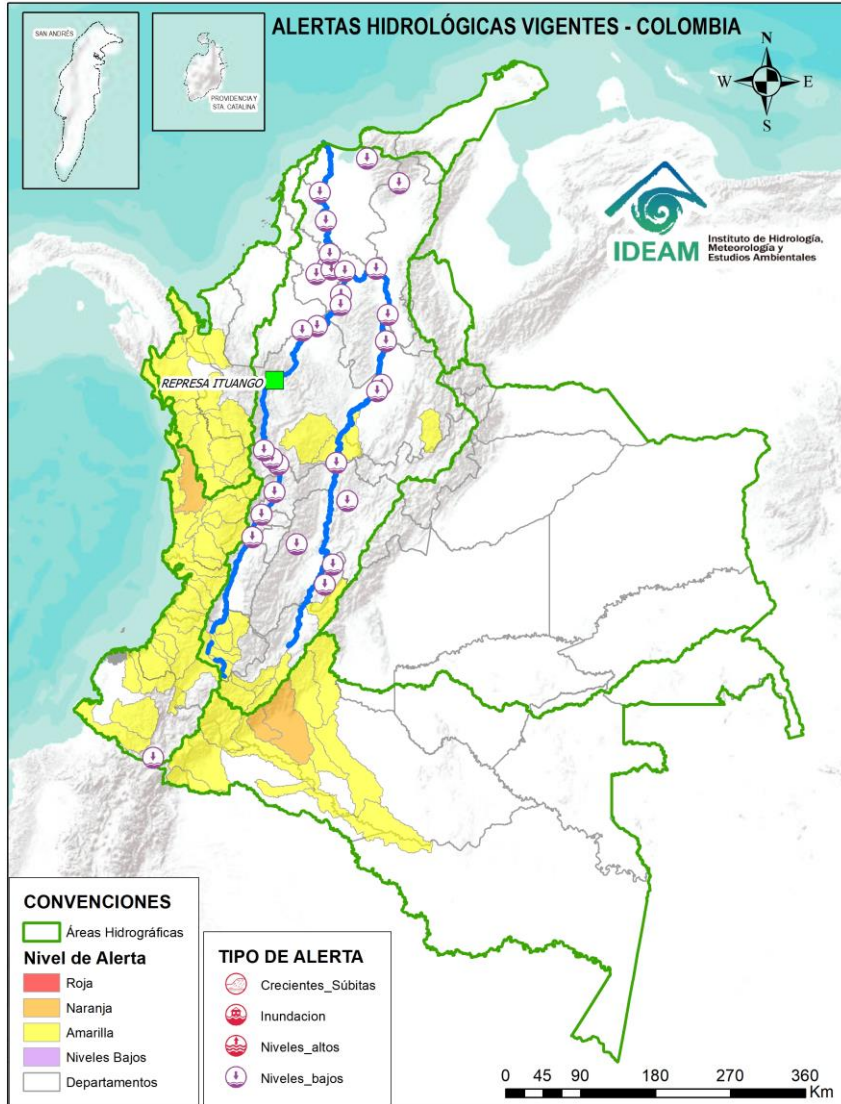 ALERTAS HIDROLÓGICAS VIGENTES - COLOMBIA
SAN ANDRÉS
PROVIDENCIA Y
STA. CATALINA
N
W
E
S
IDEAM
Instituto de Hidrología,
Meteorología y
Estudios Ambientales
REPRESA ITUANGO
CONVENCIONES
Áreas Hidrográficas
Nivel de Alerta
Roja
Naranja
Amarilla
Niveles Bajos
Departamentos
TIPO DE ALERTA
Crecientes_Súbitas
Inundacion
Niveles_altos
Niveles_bajos
0 45 90 180 270 360
Km